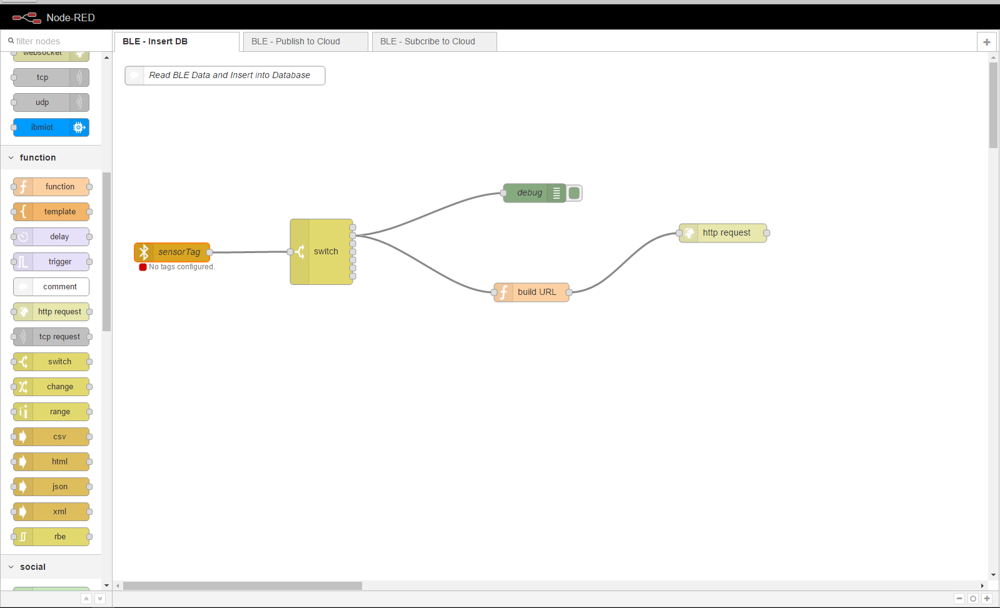 Node-RED
filter nodes
BLE - Insert DB
BLE - Publish to Cloud
BLE - Subcribe to Cloud
websocket
tcp
udp
ibmiot
function
function
template
delay
trigger
comment
http request
tcp request
switch
change
range
csv
html
json
xml
rbe
social
Read BLE Data and Insert into Database
sensorTag
No tags configured.
switch
debug
build URL
http request